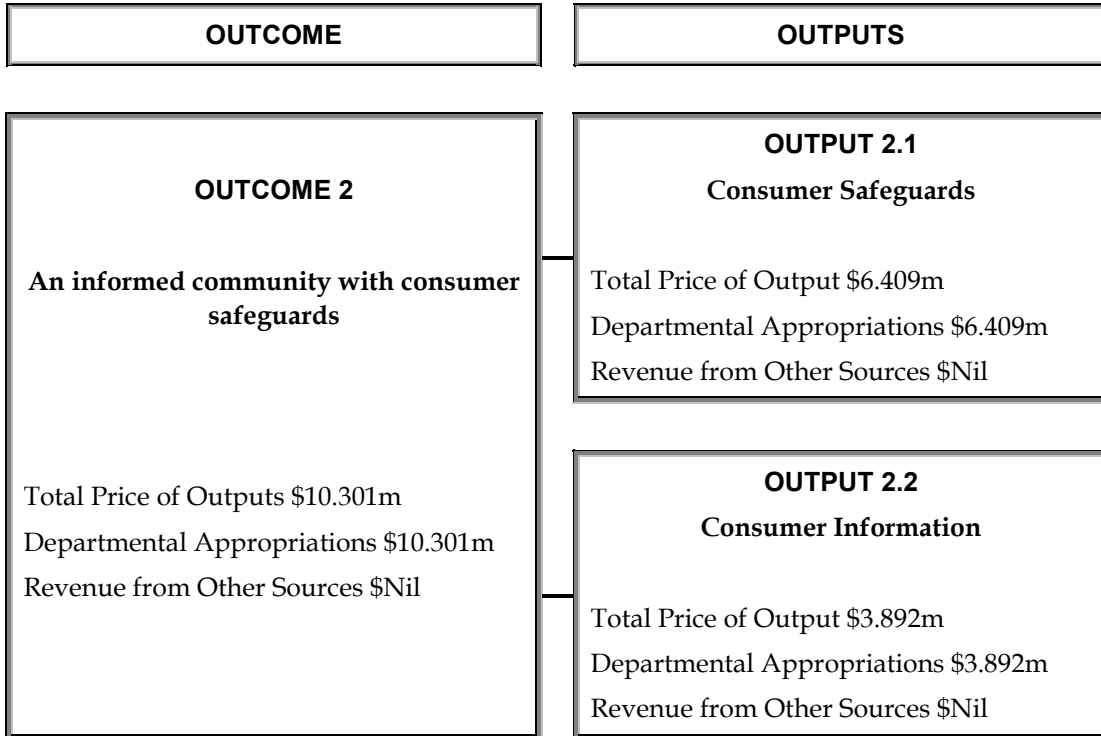 OUTCOME
OUTPUTS
OUTCOME 2
An informed community with consumer
safeguards
Total Price of Outputs $10.301m
Departmental Appropriations $10.301m
Revenue from Other Sources $Nil
OUTPUT 2.1
Consumer Safeguards
Total Price of Output $6.409m
Departmental Appropriations $6.409m
Revenue from Other Sources $Nil
OUTPUT 2.2
Consumer Information
Total Price of Output $3.892m
Departmental Appropriations $3.892m
Revenue from Other Sources $Nil